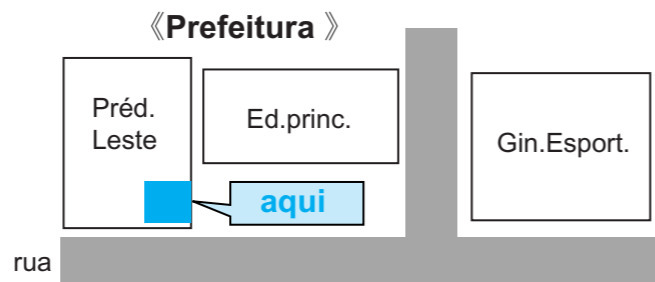 《Prefeitura 》
Préd.
Leste
Ed.princ.
Gin.Esport.
aqui
rua